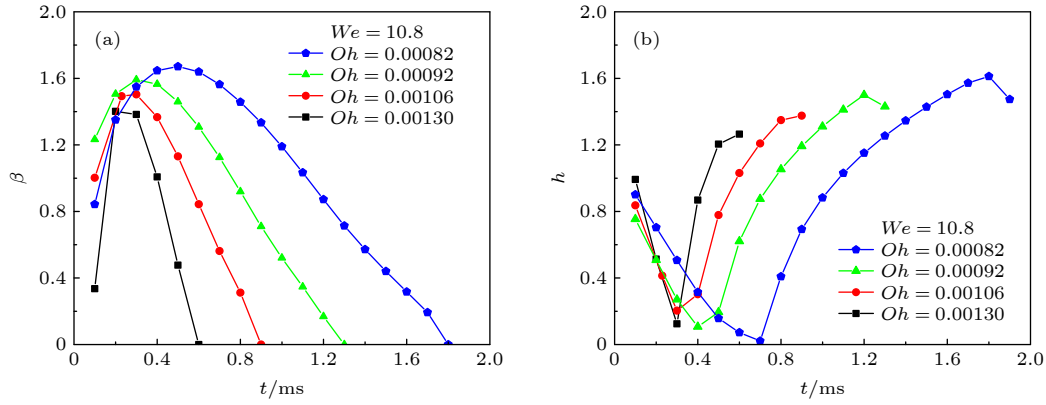 (a)
We = 10.8
Oh = 0.00082
Oh = 0.00092
Oh = 0.00106
Oh = 0.00130
2.0
1.6
1.2
0.8
0.4
0
β
0 0.4 0.8 1.2 1.6 2.0
t/ms
(b)
2.0
1.6
1.2
0.8
0.4
0
h
We = 10.8
Oh = 0.00082
Oh = 0.00092
Oh = 0.00106
Oh = 0.00130
0 0.4 0.8 1.2 1.6 2.0
t/ms